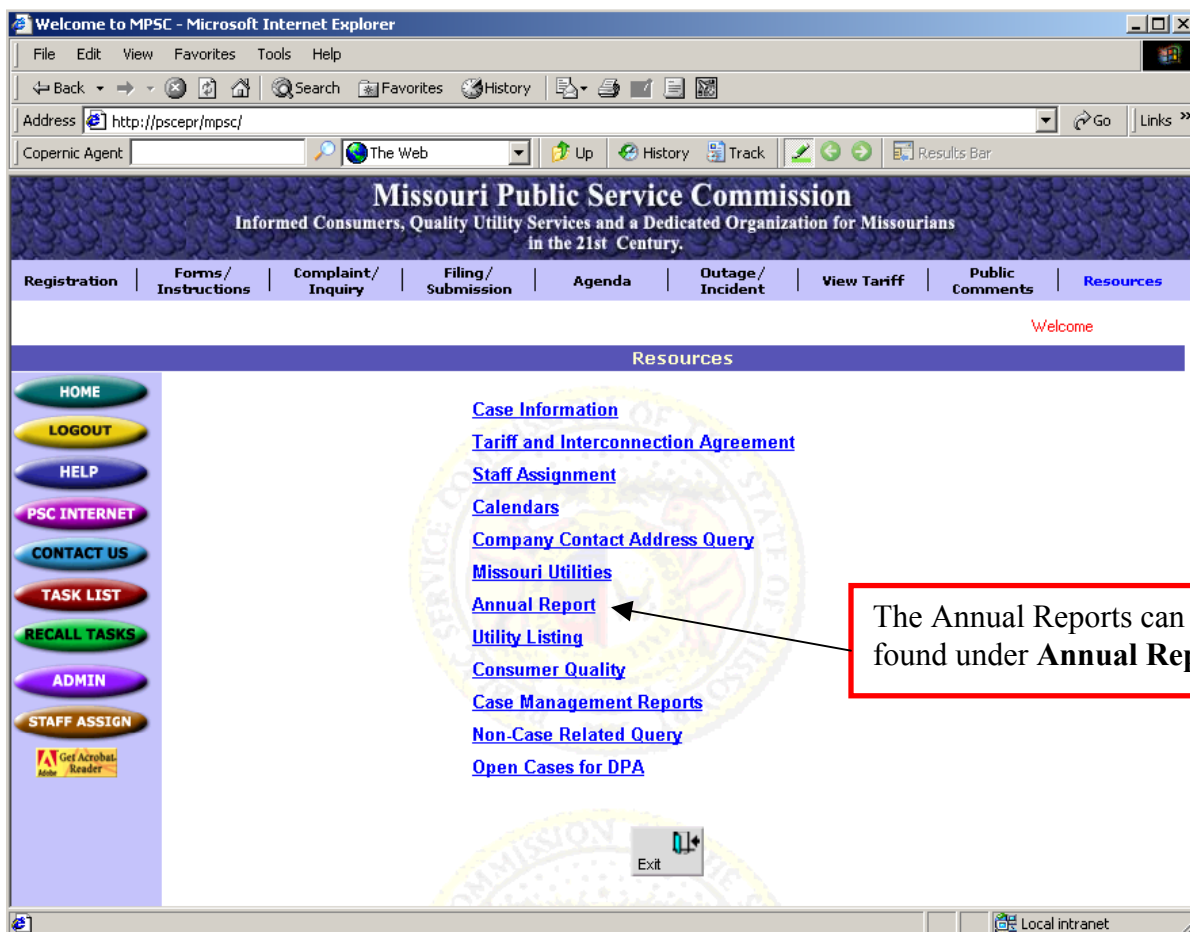 Welcome to MPSC - Microsoft Internet Explorer
File Edit View Favorites Tools Help
Back Search Favorites History
Address http://pscepr/mpsc/ Go Links »
Copernic Agent The Web Up History Track Results Bar
Missouri Public Service Commission
Informed Consumers, Quality Utility Services and a Dedicated Organization for Missourians
in the 21st Century.
Registration | Forms/ Instructions | Complaint/ Inquiry | Filing/ Submission | Agenda | Outage/ Incident | View Tariff | Public Comments | Resources
Welcome
Resources
HOME
LOGOUT
HELP
PSC INTERNET
CONTACT US
TASK LIST
RECALL TASKS
ADMIN
STAFF ASSIGN
Get Acrobat
Adobe Reader
Case Information
Tariff and Interconnection Agreement
Staff Assignment
Calendars
Company Contact Address Query
Missouri Utilities
Annual Report
Utility Listing
Consumer Quality
Case Management Reports
Non-Case Related Query
Open Cases for DPA
The Annual Reports can
found under Annual Rep
Exit
Local intranet